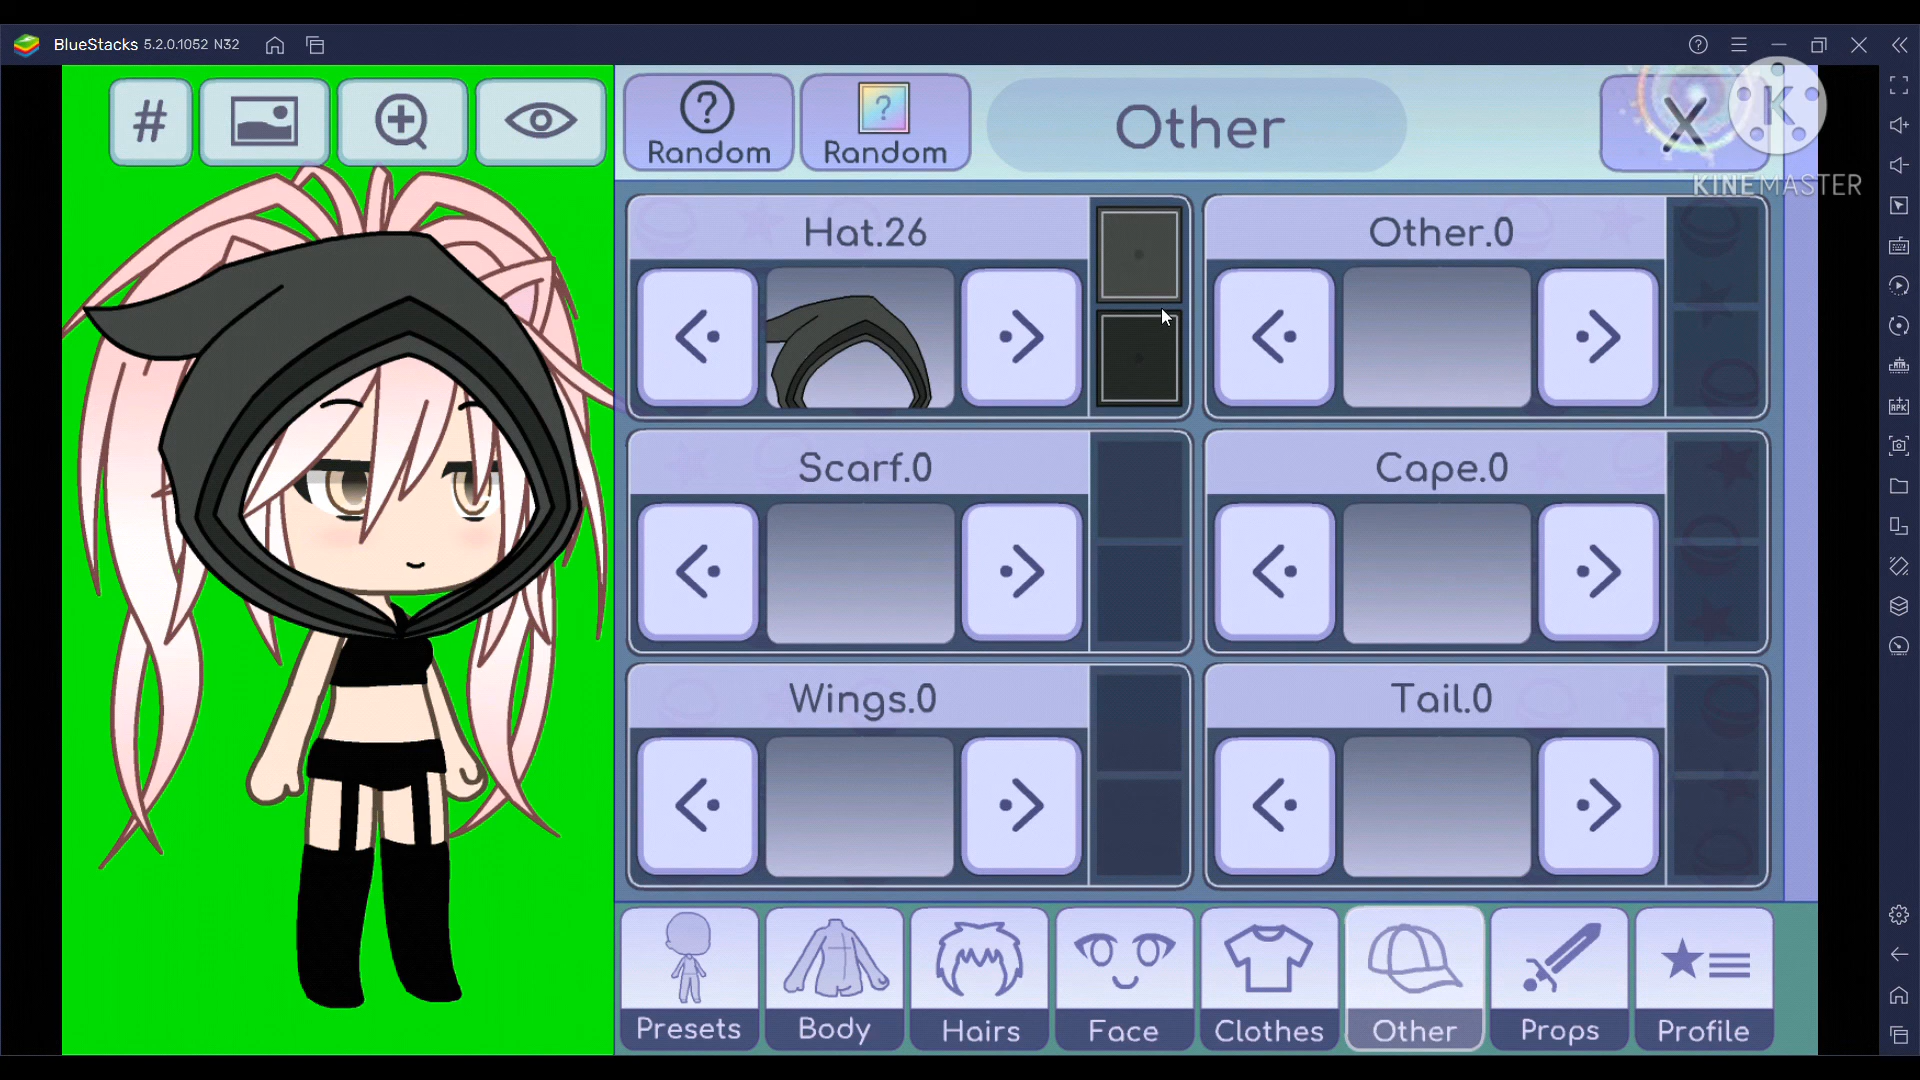 BlueStacks 5.2.0.1052 N32
#
? Random
? Random
Other
X
K
KINEMASTER
Hat.26
Other.0
Scarf.0
Cape.0
Wings.0
Tail.0
Presets
Body
Hairs
Face
Clothes
Other
Props
Profile